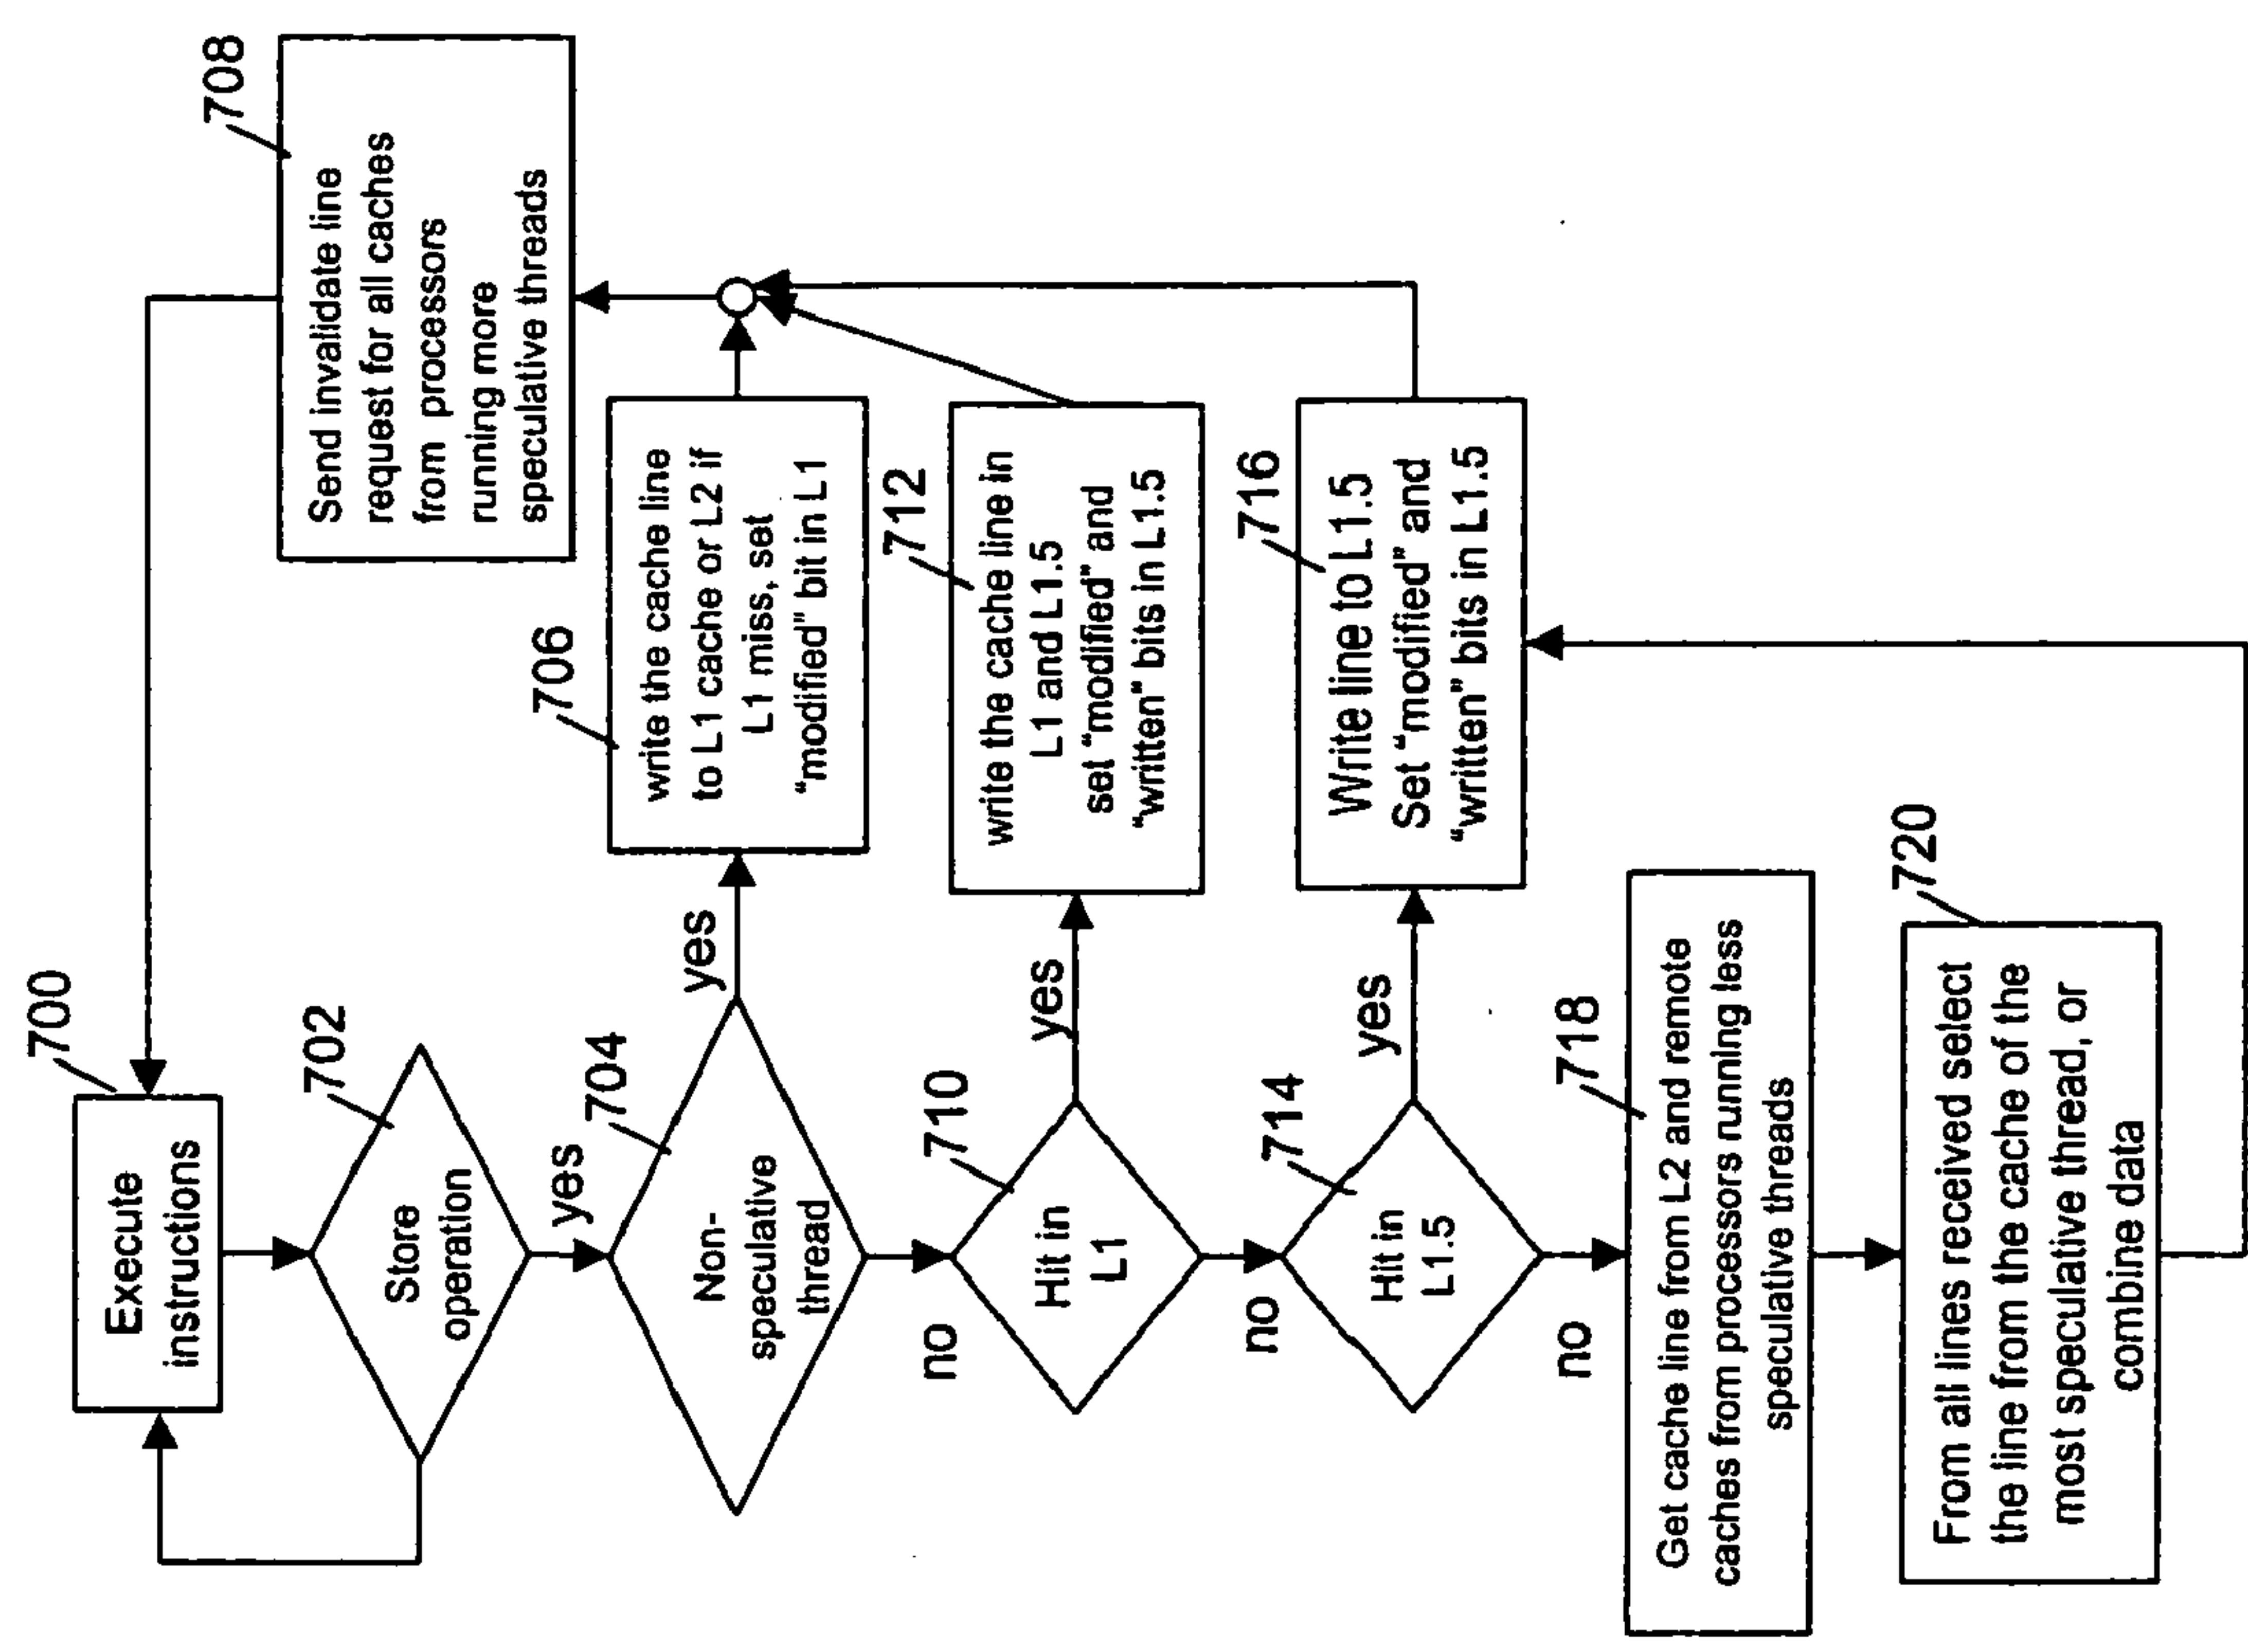 700
Execute
instructions
702
Store
operation
yes
704
Non-
speculative
thread
yes
706
write the cache line
to L1 cache or L2 if
L1 miss, set
“modified” bit in L1
708
Send invalidate line
request for all caches
from processors
running more
speculative threads
no
710
Hit in
L1
yes
712
write the cache line in
L1 and L1.5
set “modified” and
“written” bits in L1.5
no
714
Hit in
L1.5
yes
716
Write line to L1.5
Set “modified” and
“written” bits in L1.5
no
718
Get cache line from L2 and remote
caches from processors running less
speculative threads
720
From all lines received select
the line from the cache of the
most speculative thread, or
combine data